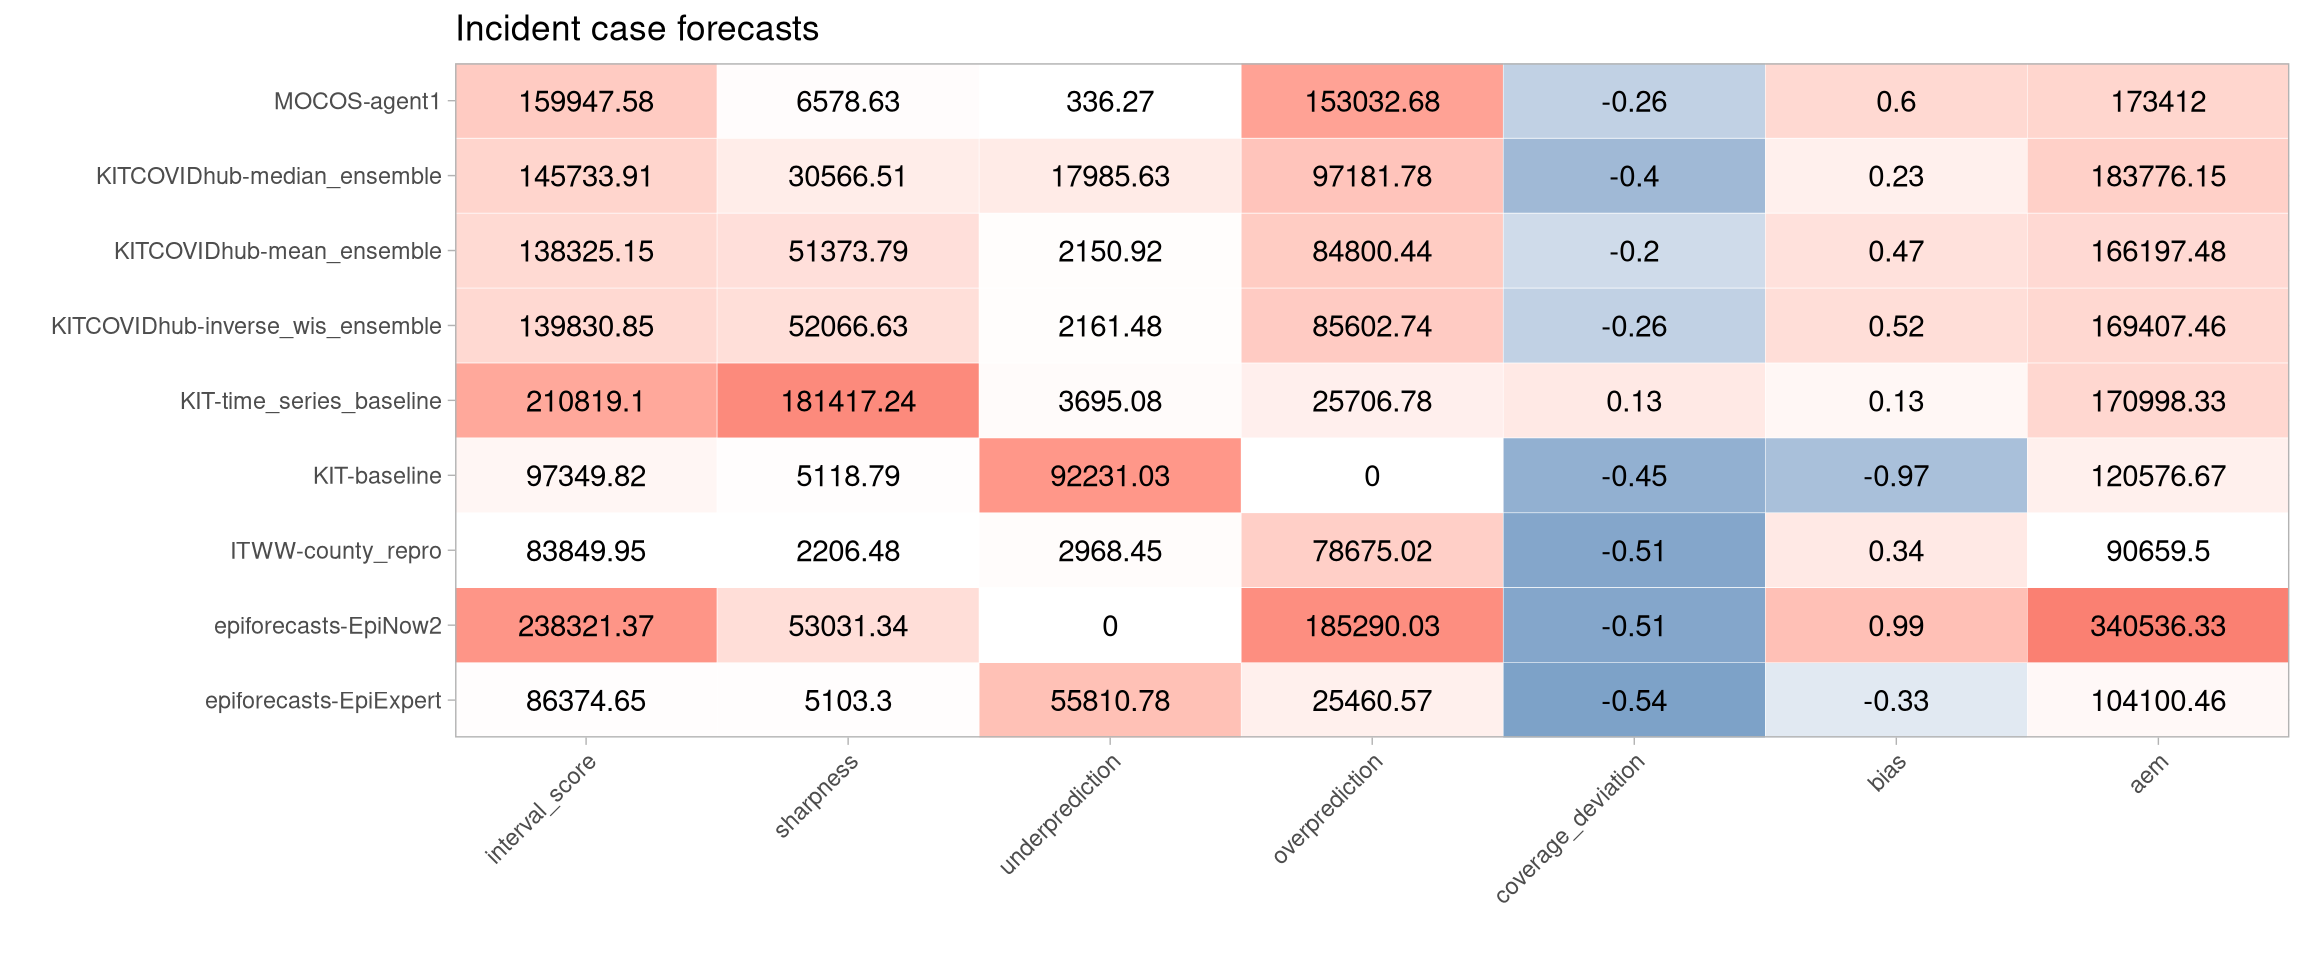 Incident case forecasts
MOCOS-agent1 159947.58 6578.63 336.27 153032.68 -0.26 0.6 173412
KITCOVIDhub-median_ensemble 145733.91 30566.51 17985.63 97181.78 -0.4 0.23 183776.15
KITCOVIDhub-mean_ensemble 138325.15 51373.79 2150.92 84800.44 -0.2 0.47 166197.48
KITCOVIDhub-inverse_wis_ensemble 139830.85 52066.63 2161.48 85602.74 -0.26 0.52 169407.46
KIT-time_series_baseline 210819.1 181417.24 3695.08 25706.78 0.13 0.13 170998.33
KIT-baseline 97349.82 5118.79 92231.03 0 -0.45 -0.97 120576.67
ITWW-county_repro 83849.95 2206.48 2968.45 78675.02 -0.51 0.34 90659.5
epiforecasts-EpiNow2 238321.37 53031.34 0 185290.03 -0.51 0.99 340536.33
epiforecasts-EpiExpert 86374.65 5103.3 55810.78 25460.57 -0.54 -0.33 104100.46
interval_score sharpness underprediction overprediction coverage_deviation bias aem